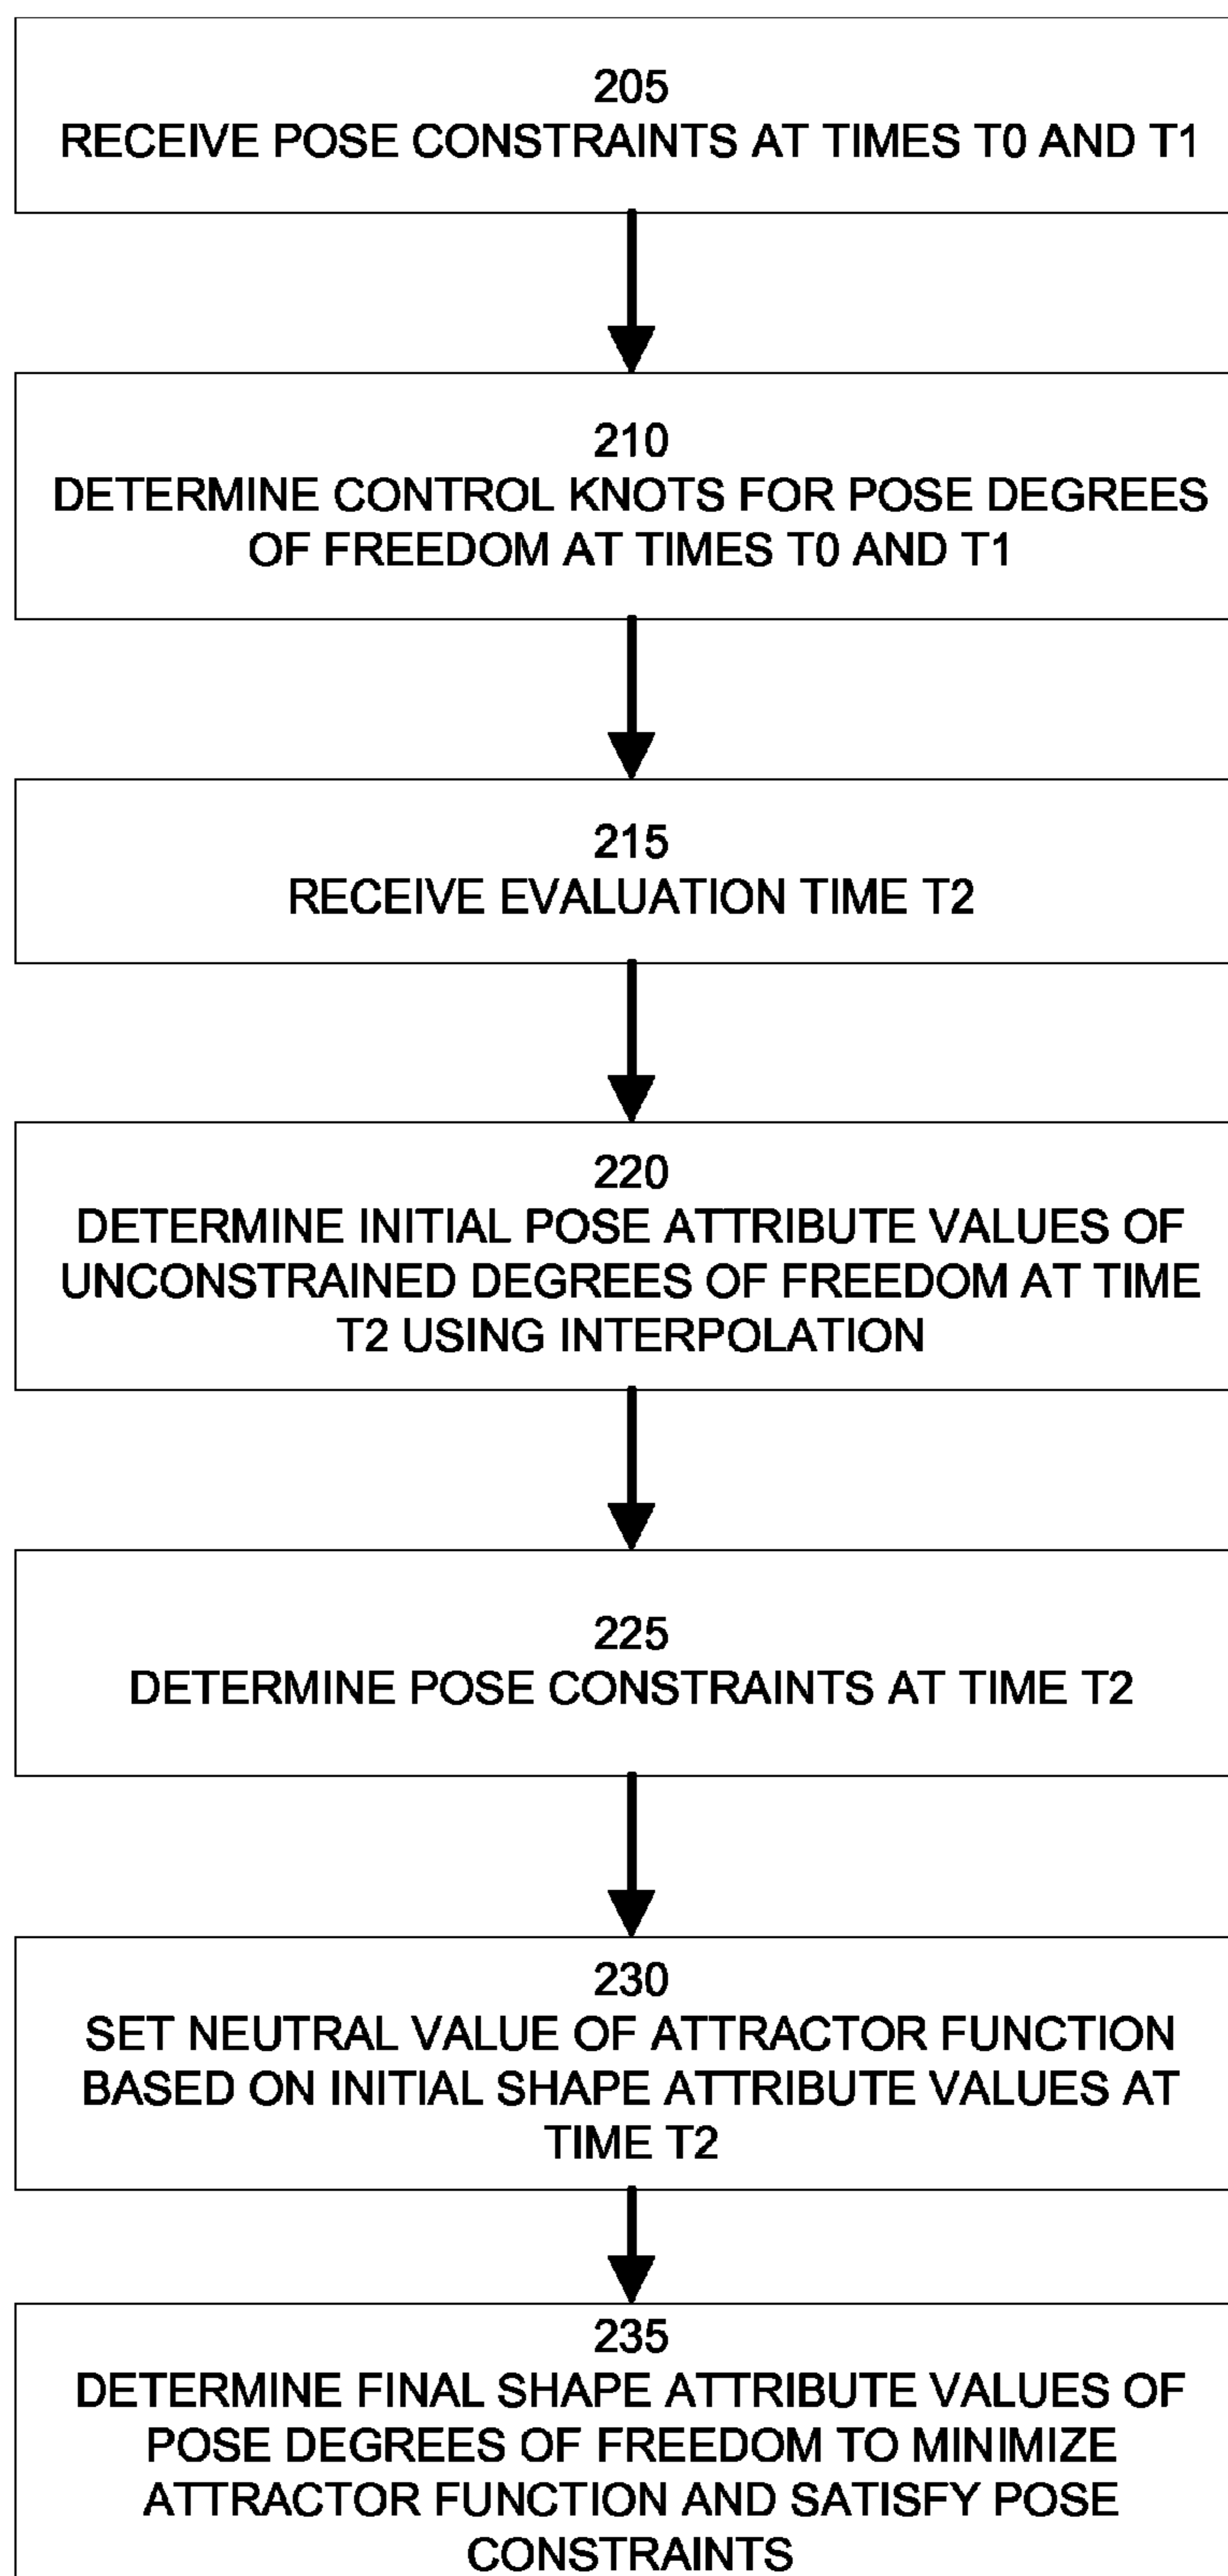 205
RECEIVE POSE CONSTRAINTS AT TIMES T0 AND T1
210
DETERMINE CONTROL KNOTS FOR POSE DEGREES
OF FREEDOM AT TIMES T0 AND T1
215
RECEIVE EVALUATION TIME T2
220
DETERMINE INITIAL POSE ATTRIBUTE VALUES OF
UNCONSTRAINED DEGREES OF FREEDOM AT TIME
T2 USING INTERPOLATION
225
DETERMINE POSE CONSTRAINTS AT TIME T2
230
SET NEUTRAL VALUE OF ATTRACTOR FUNCTION
BASED ON INITIAL SHAPE ATTRIBUTE VALUES AT
TIME T2
235
DETERMINE FINAL SHAPE ATTRIBUTE VALUES OF
POSE DEGREES OF FREEDOM TO MINIMIZE
ATTRACTOR FUNCTION AND SATISFY POSE
CONSTRAINTS